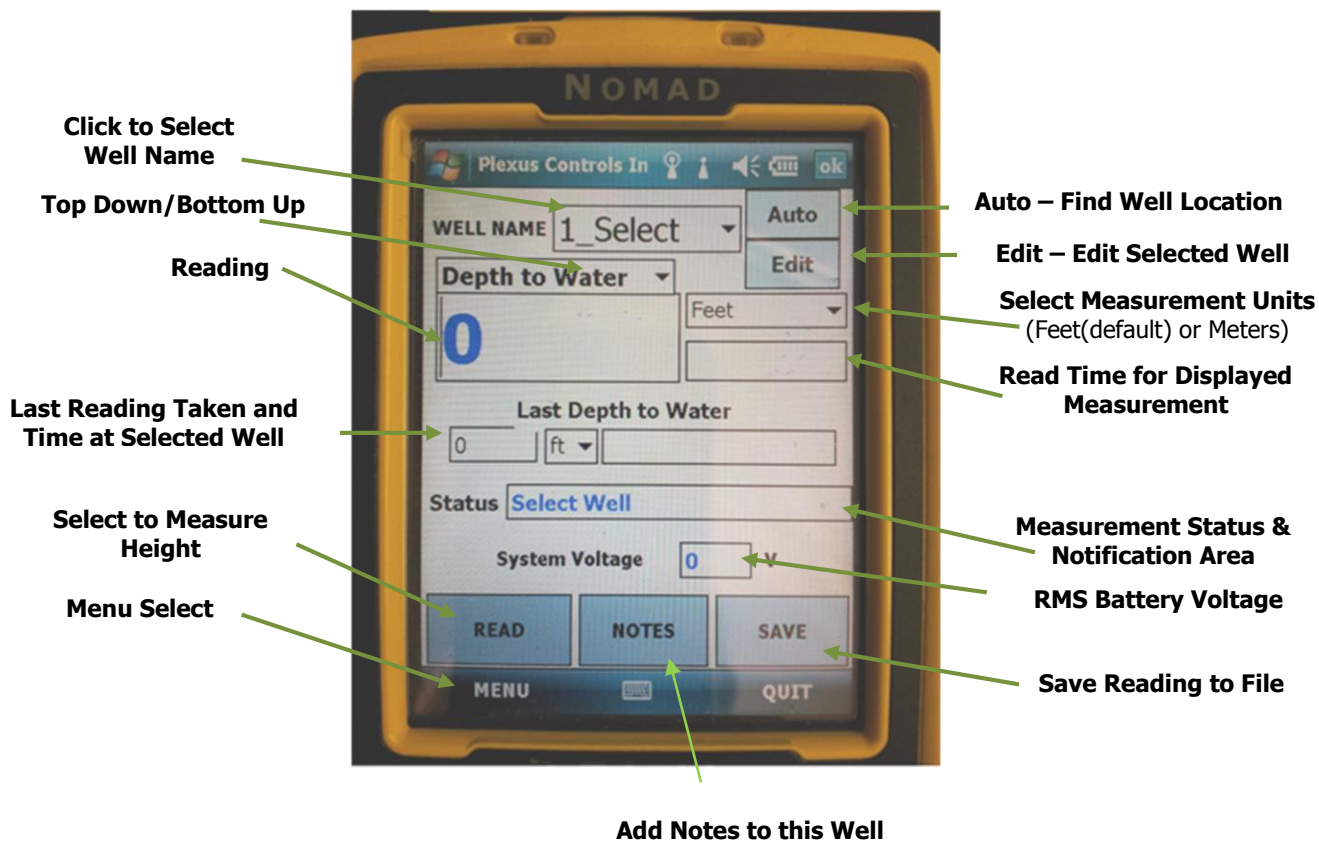 NOMAD
Click to Select
Well Name
Top Down/Bottom Up
Reading
Last Reading Taken and
Time at Selected Well
Select to Measure
Height
Menu Select
Plexus Controls In ok
WELL NAME 1_Select Auto
Edit
Depth to Water
0 Feet
Last Depth to Water
0 ft
Status Select Well
System Voltage 0 V
READ NOTES SAVE
MENU QUIT
Auto – Find Well Location
Edit – Edit Selected Well
Select Measurement Units
(Feet(default) or Meters)
Read Time for Displayed
Measurement
Measurement Status &
Notification Area
RMS Battery Voltage
Save Reading to File
Add Notes to this Well